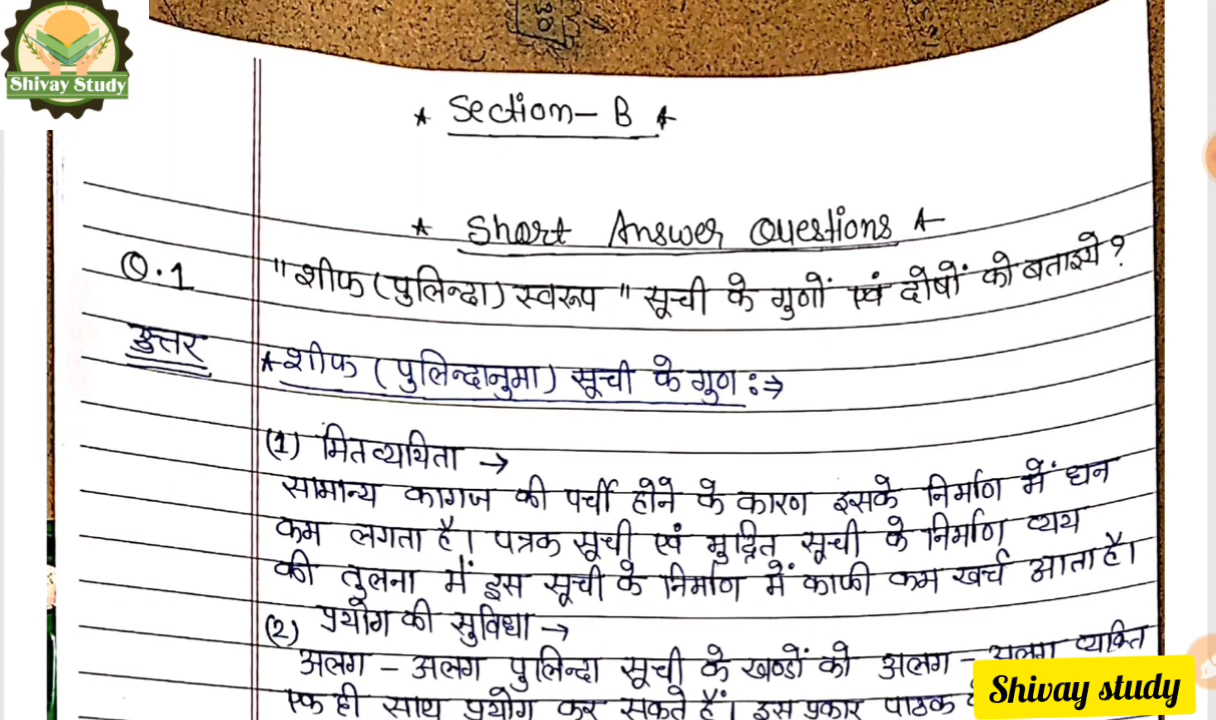 Shivay Study
★ Section- B ★
★ Short Answer Questions ★
Q.1 "शीफ (पुलिन्दा) स्वरूप" सूची के गुणों एवं दोषों को बताइये?
उत्तर ★ शीफ (पुलिन्दानुमा) सूची के गुण :→
(1) मितव्ययिता →
सामान्य कागज की पर्ची होने के कारण इसके निर्माण में धन
कम लगता है। पत्रक सूची एवं मुद्रित सूची के निर्माण व्यय
की तुलना में इस सूची के निर्माण में काफी कम खर्च आता है।
(2) प्रयोग की सुविधा →
अलग - अलग पुलिन्दा सूची के खण्डों को अलग - अलग व्यक्ति
एक ही साथ प्रयोग कर सकते हैं। इस प्रकार पाठक
Shivay study